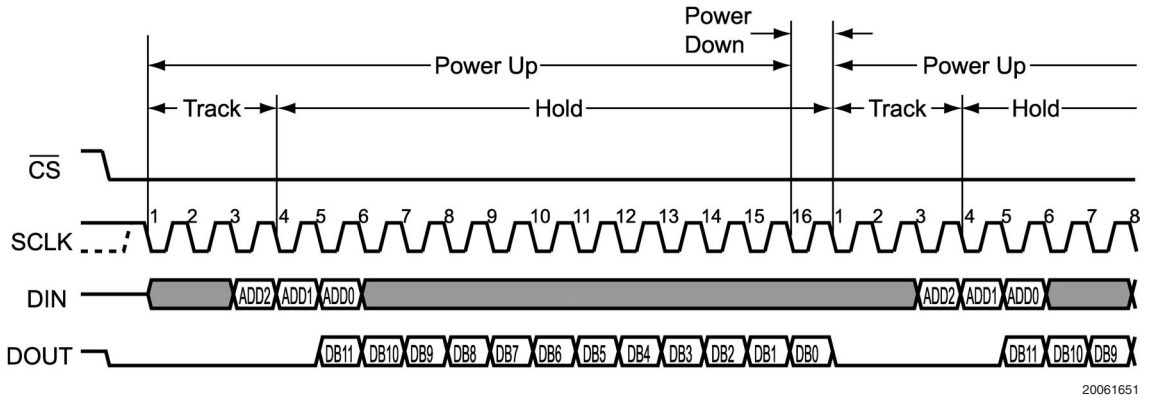 Power Down
Power Up Power Up
Track Hold Track Hold
CS
SCLK 1 2 3 4 5 6 7 8 9 10 11 12 13 14 15 16 1 2 3 4 5 6 7 8
DIN ADD2 ADD1 ADD0 ADD2 ADD1 ADD0
DOUT DB11 DB10 DB9 DB8 DB7 DB6 DB5 DB4 DB3 DB2 DB1 DB0 DB11 DB10 DB9
20061651